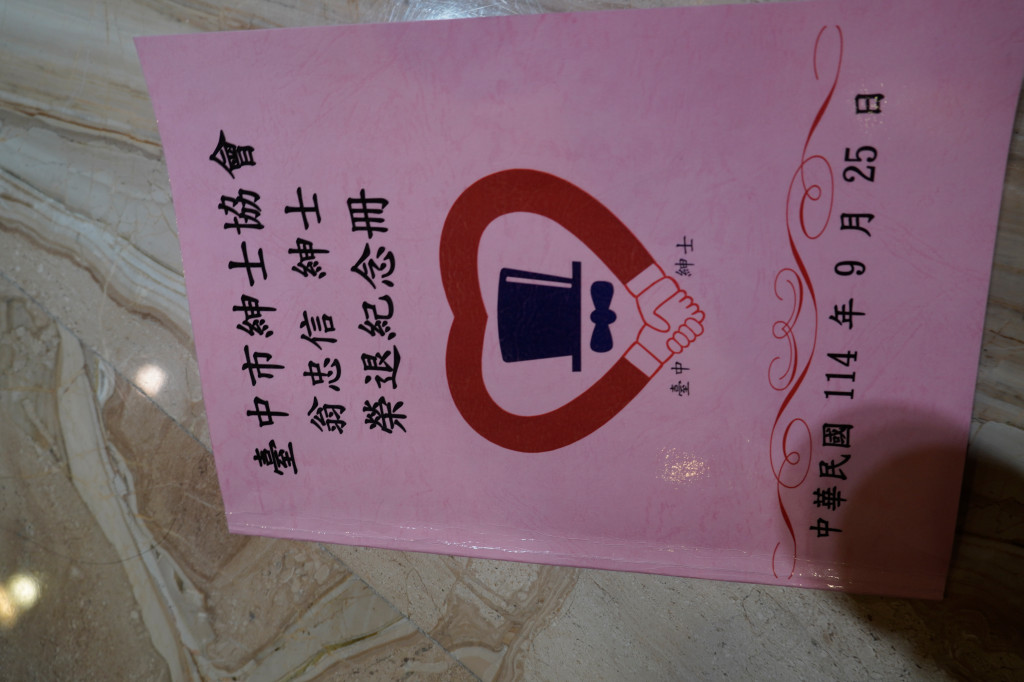 臺中市紳士協會
翁忠信 紳士
榮退紀念冊
臺中 紳士
中華民國 114 年 9 月 25 日